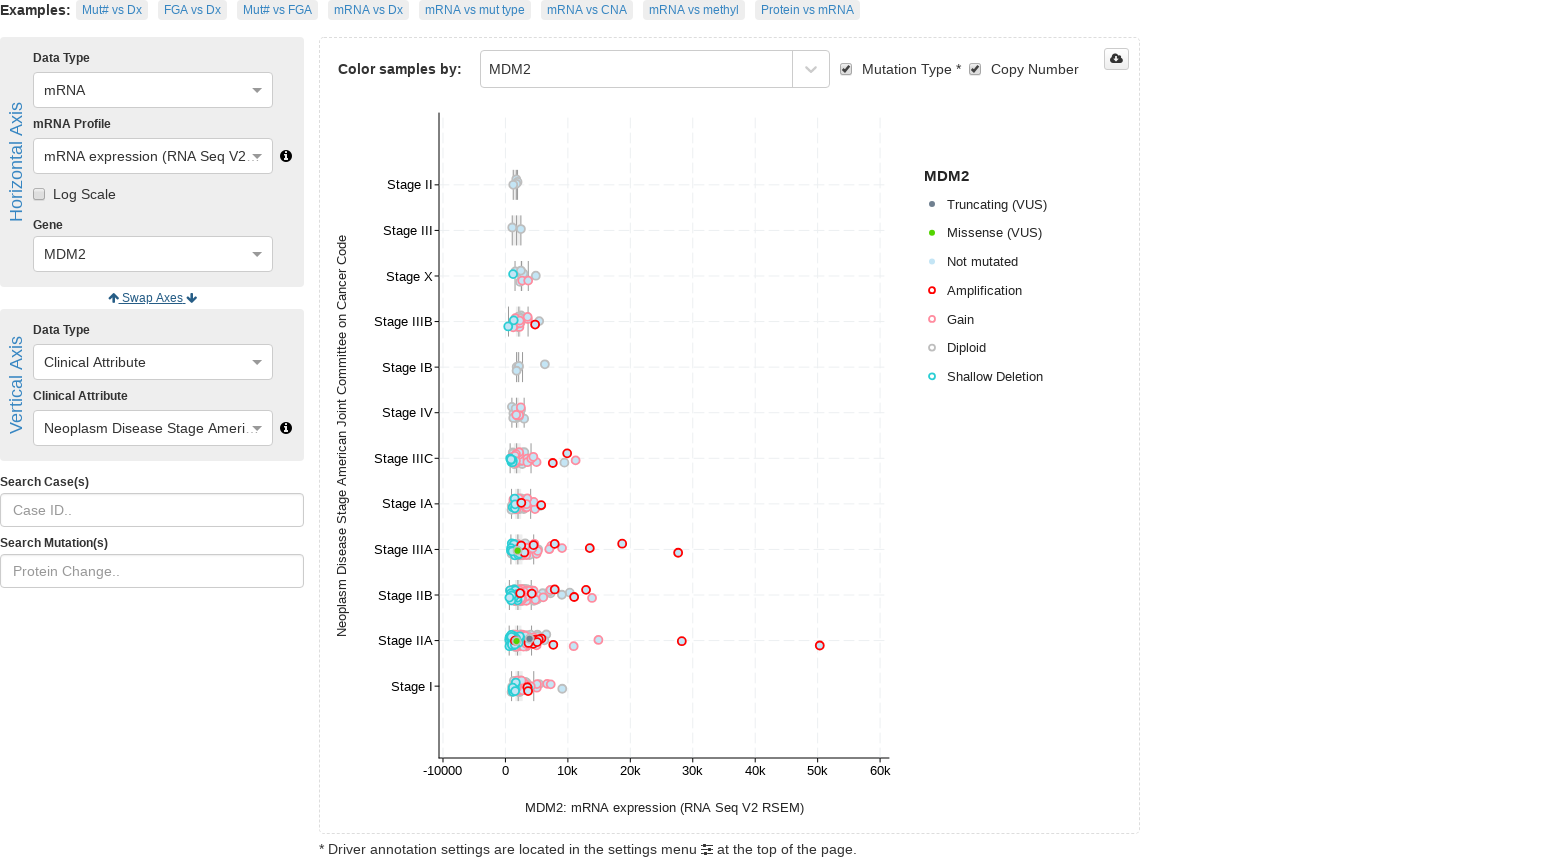 Examples: Mut# vs Dx FGA vs Dx Mut# vs FGA mRNA vs Dx mRNA vs mut type mRNA vs CNA mRNA vs methyl Protein vs mRNA
Horizontal Axis
Data Type
mRNA
mRNA Profile
mRNA expression (RNA Seq V2...
Log Scale
Gene
MDM2
Swap Axes
Vertical Axis
Data Type
Clinical Attribute
Clinical Attribute
Neoplasm Disease Stage Ameri...
Search Case(s)
Case ID..
Search Mutation(s)
Protein Change..
Color samples by: MDM2 Mutation Type * Copy Number
Neoplasm Disease Stage American Joint Committee on Cancer Code
Stage II
Stage III
Stage X
Stage IIIB
Stage IB
Stage IV
Stage IIIC
Stage IA
Stage IIIA
Stage IIB
Stage IIA
Stage I
-10000 0 10k 20k 30k 40k 50k 60k
MDM2: mRNA expression (RNA Seq V2 RSEM)
MDM2
Truncating (VUS)
Missense (VUS)
Not mutated
Amplification
Gain
Diploid
Shallow Deletion
* Driver annotation settings are located in the settings menu at the top of the page.